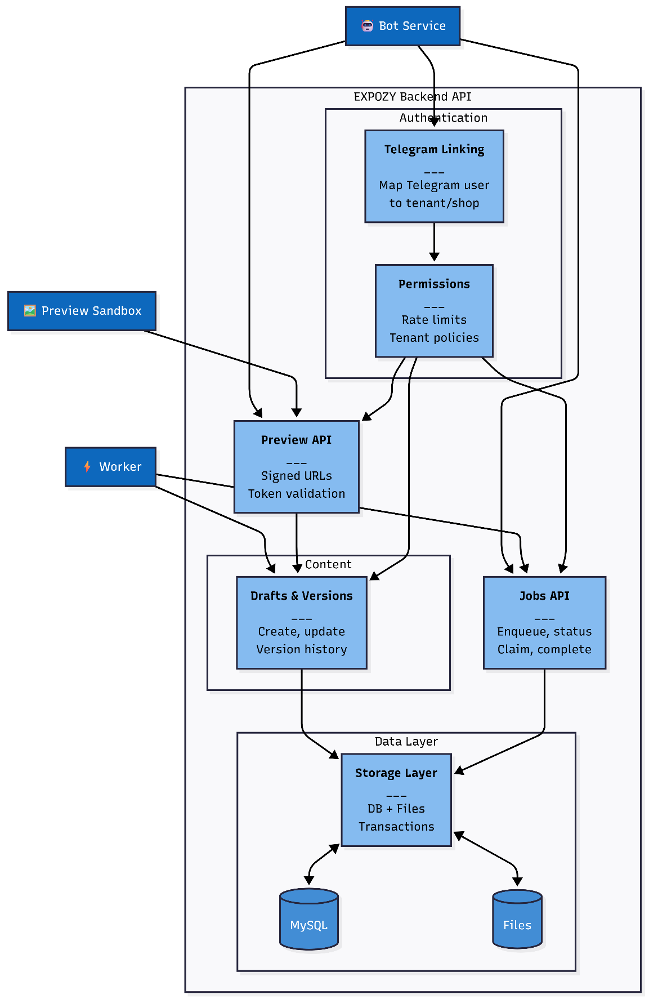 Bot Service
EXPOZY Backend API
Authentication
Telegram Linking
___
Map Telegram user
to tenant/shop
Permissions
___
Rate limits
Tenant policies
Preview Sandbox
Preview API
___
Signed URLs
Token validation
Worker
Content
Drafts & Versions
___
Create, update
Version history
Jobs API
___
Enqueue, status
Claim, complete
Data Layer
Storage Layer
___
DB + Files
Transactions
MySQL
Files